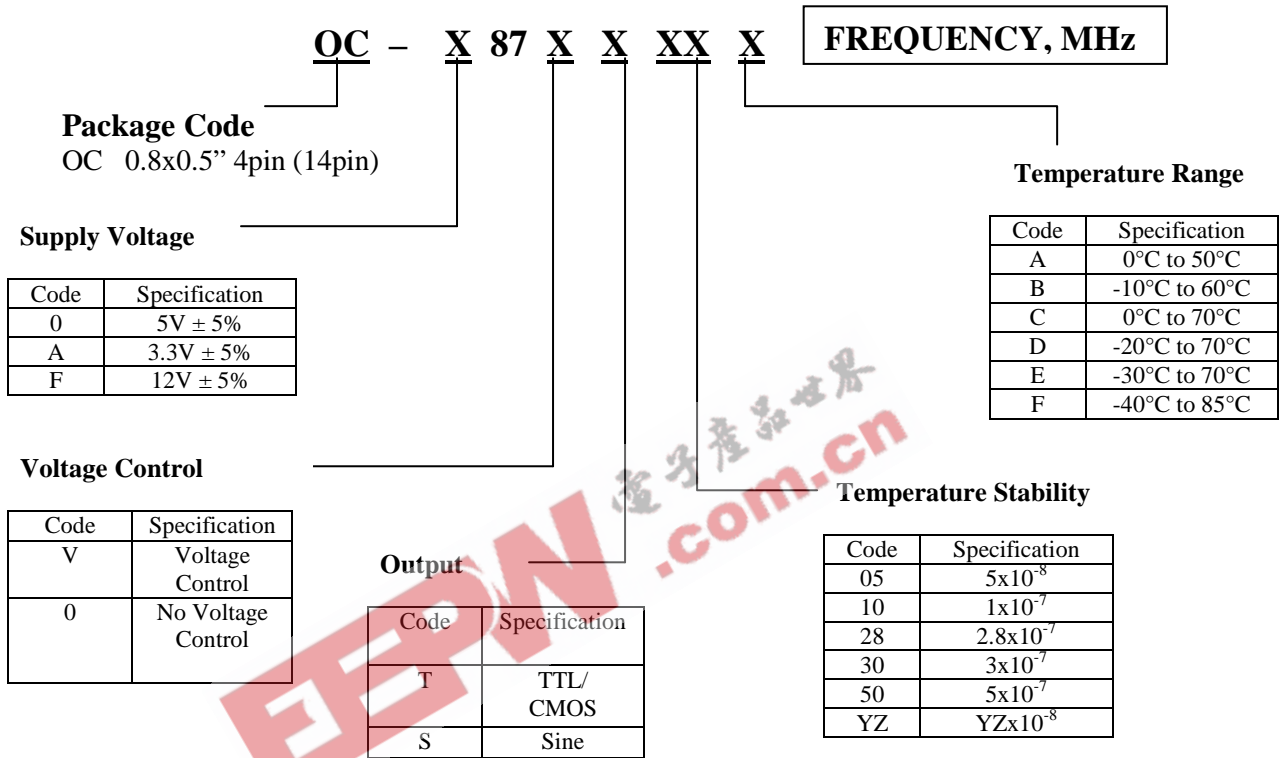 OC – X 87 X X XX X FREQUENCY, MHz
Package Code
OC 0.8x0.5” 4pin (14pin)
Supply Voltage
Code Specification
0 5V ± 5%
A 3.3V ± 5%
F 12V ± 5%
Voltage Control
Code Specification
V Voltage
Control
0 No Voltage
Control
Output
Code Specification
T TTL/
CMOS
S Sine
Temperature Range
Code Specification
A 0°C to 50°C
B -10°C to 60°C
C 0°C to 70°C
D -20°C to 70°C
E -30°C to 70°C
F -40°C to 85°C
Temperature Stability
Code Specification
05 5x10⁻⁸
10 1x10⁻⁷
28 2.8x10⁻⁷
30 3x10⁻⁷
50 5x10⁻⁷
YZ YZx10⁻⁸
EEPW
電子產品世界
.com.cn